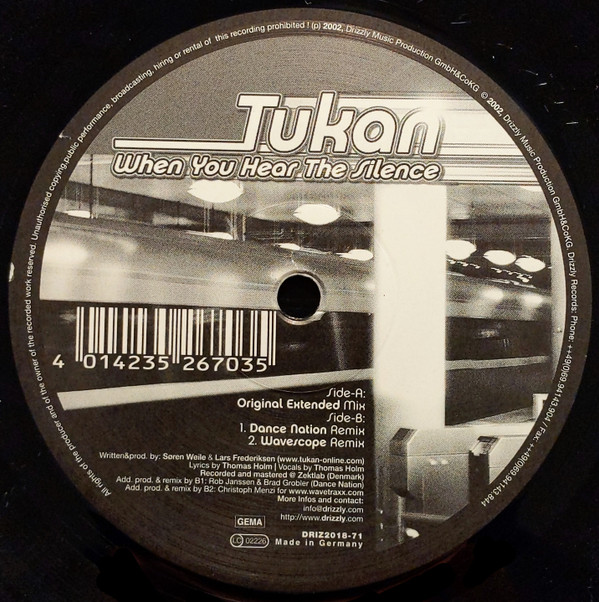 All rights of the producer and of the owner of the recorded work reserved. Unauthorised copying, public performance, broadcasting, hiring or rental of this recording prohibited ! (p) 2002, Drizzly Music Production GmbH&CoKG
© 2002, Drizzly Music Production GmbH&CoKG, Drizzly Records: Phone: ++49(0)69.94143.904 / Fax: ++49(0)69.94143.844
Tukan
When You Hear The Silence
4 014235 267035
Side-A:
Original Extended Mix
Side-B:
1. Dance Nation Remix
2. Wavescope Remix
Written&prod. by: Søren Weile & Lars Frederiksen (www.tukan-online.com)
Lyrics by Thomas Holm | Vocals by Thomas Holm
Recorded and mastered @ Zektlab (Denmark)
Add. prod. & remix by B1: Rob Janssen & Brad Grobler (Dance Nation)
Add. prod. & remix by B2: Christoph Menzi for www.wavetraxx.com
More Infos and contact:
info@drizzly.com
http://www.drizzly.com
GEMA
LC 02226
DRIZ2018-71
Made in Germany